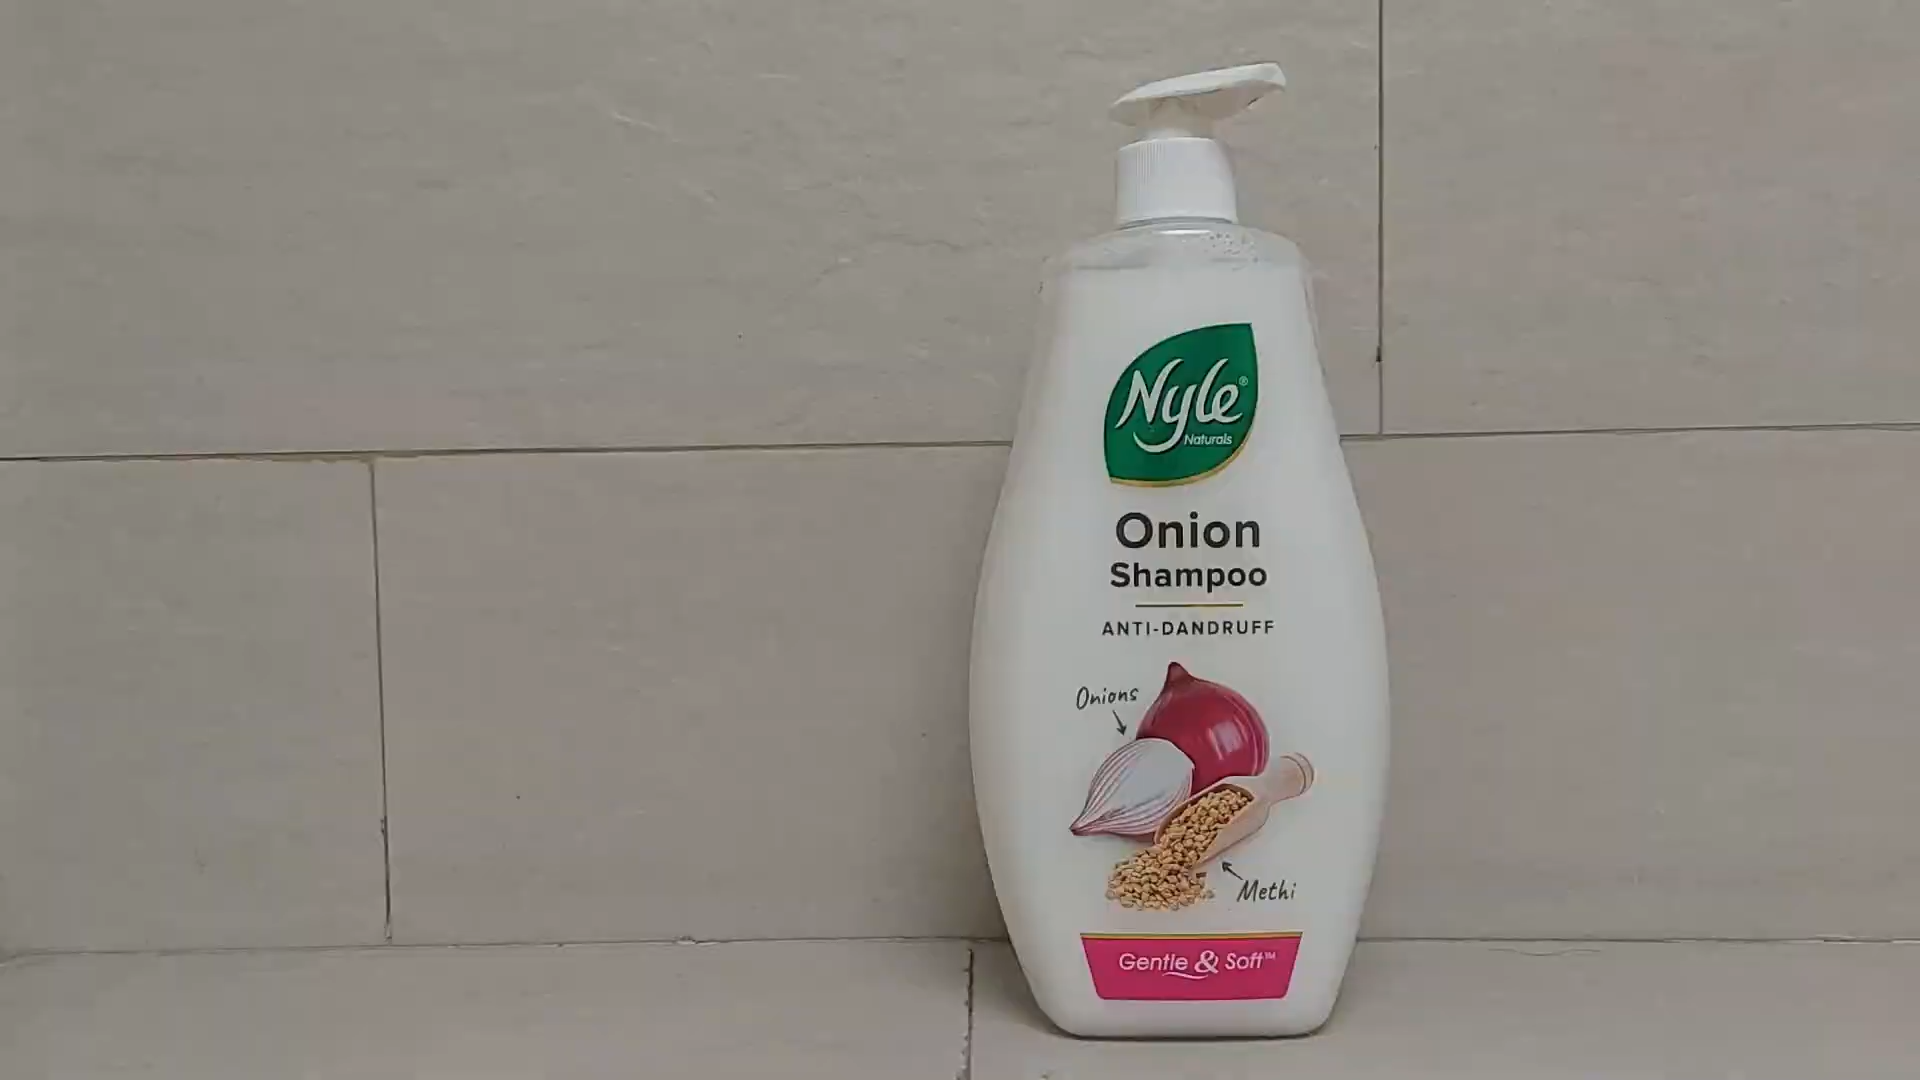 Nyle®
Naturals
Onion
Shampoo
ANTI-DANDRUFF
Onions
Methi
Gentle & Soft™